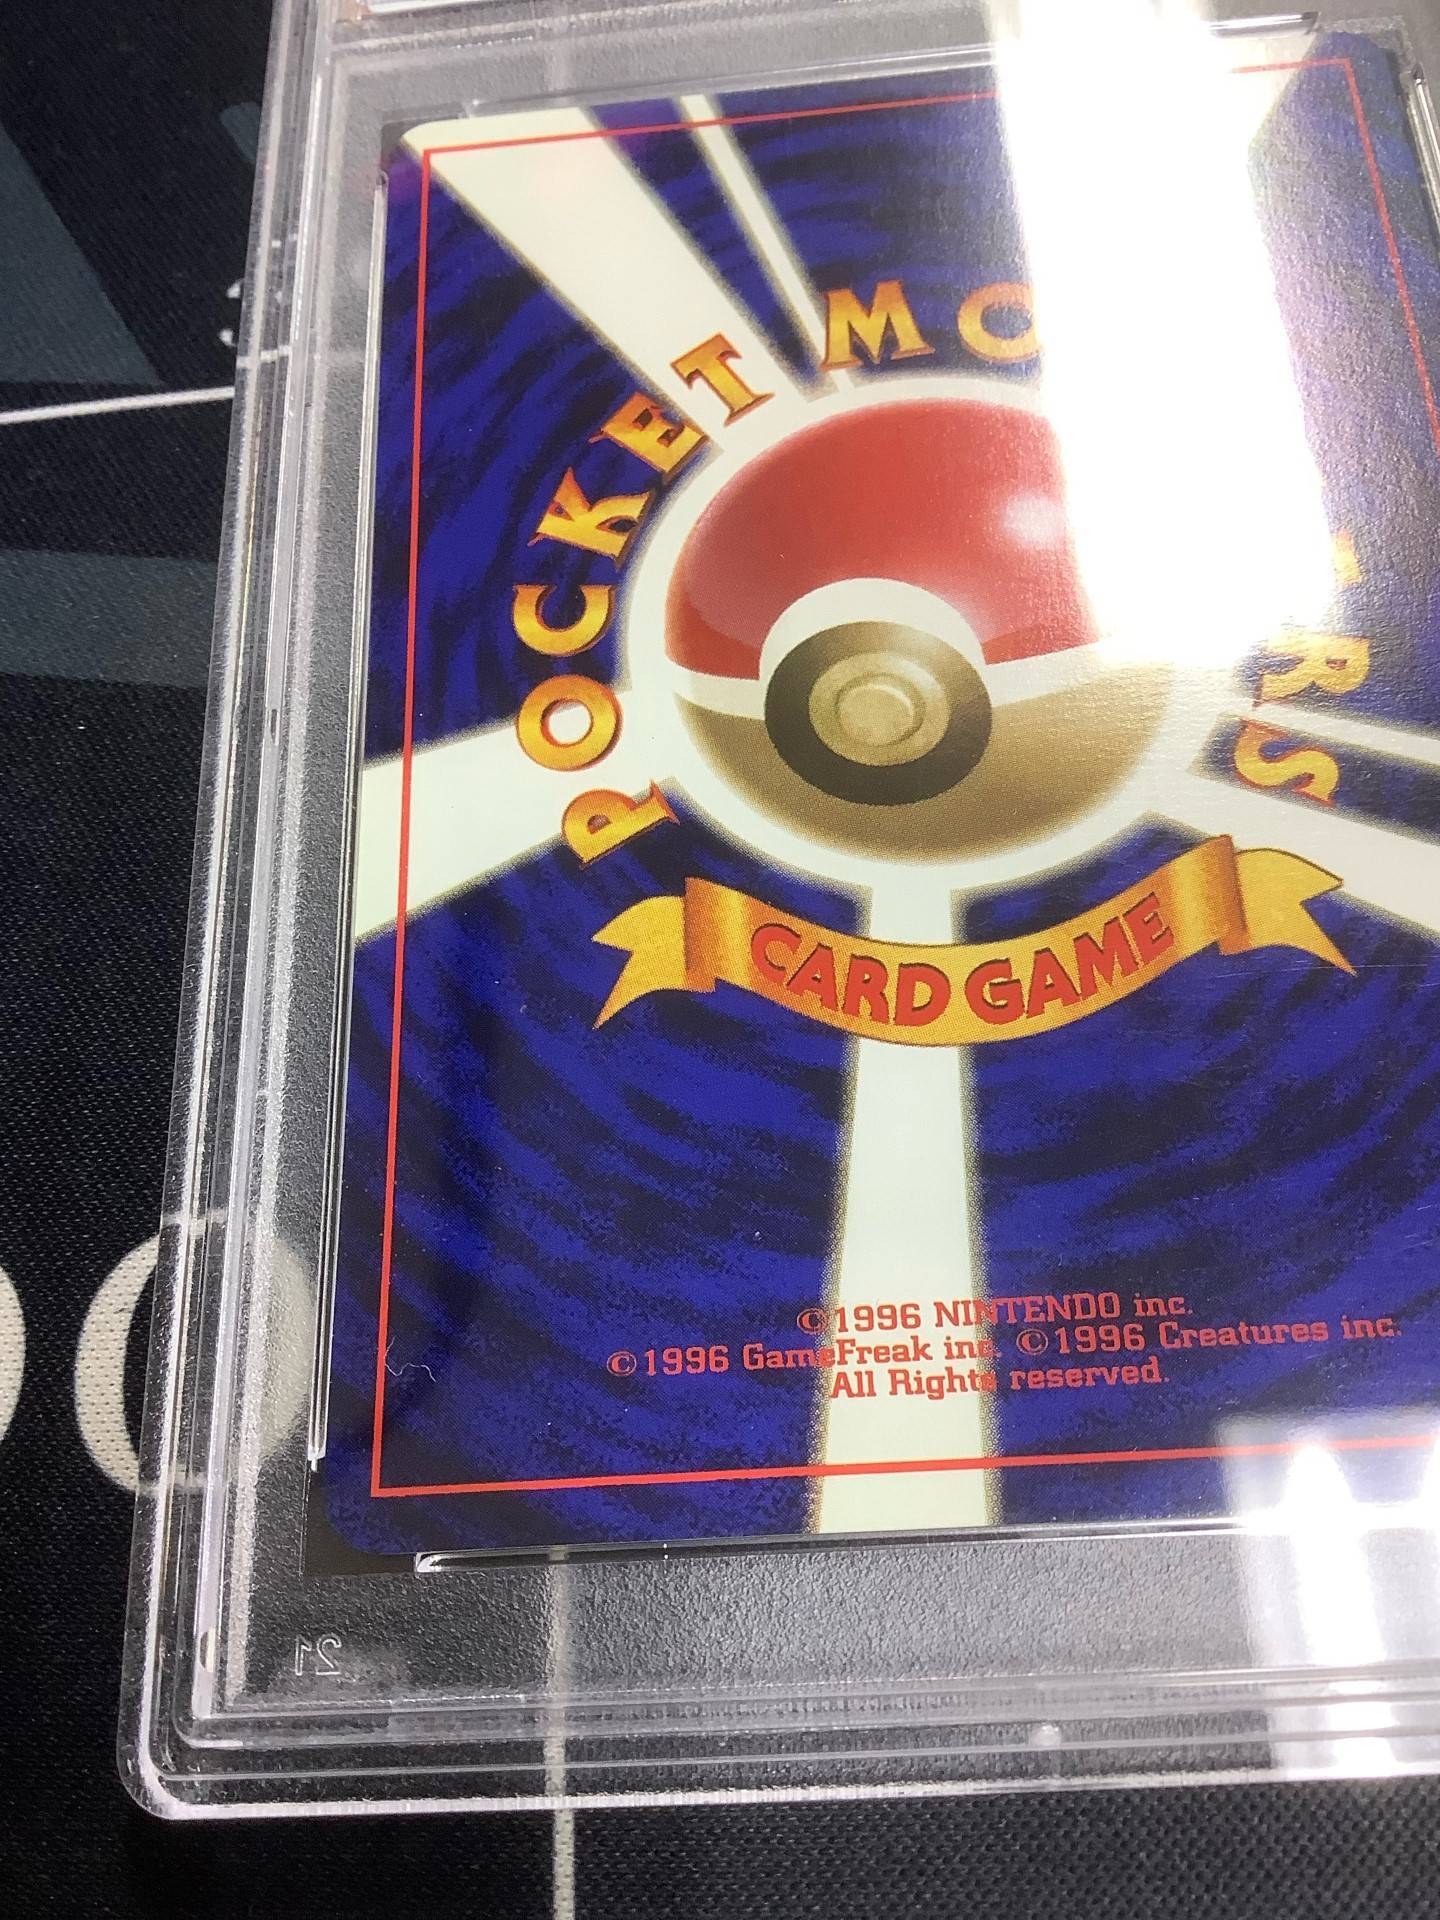 POCKET MO RS
CARD GAME
©1996 NINTENDO inc.
©1996 GameFreak inc. ©1996 Creatures inc.
All Rights reserved.
21